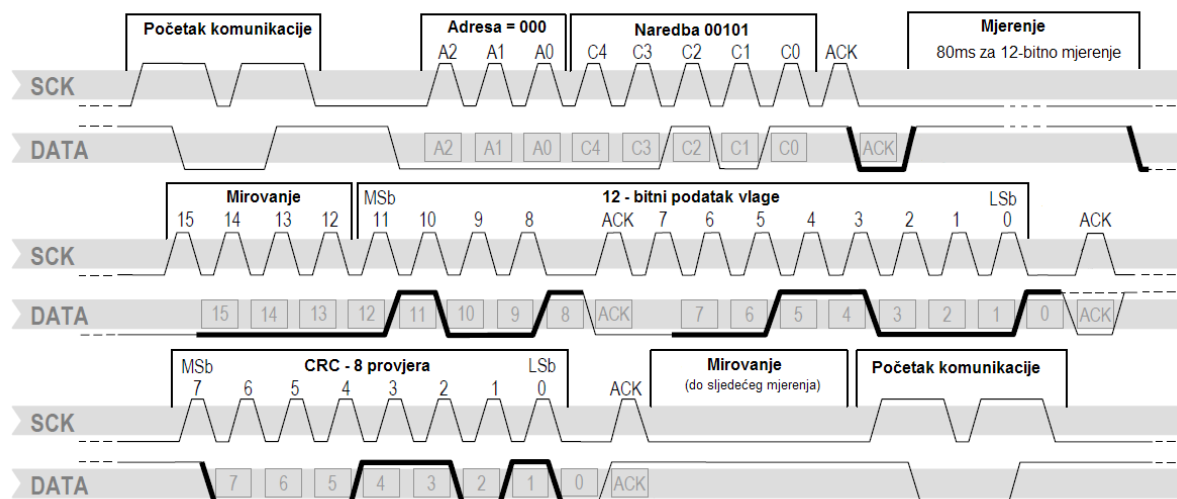 Početak komunikacije Adresa = 000 Naredba 00101 Mjerenje
80ms za 12-bitno mjerenje
A2 A1 A0 C4 C3 C2 C1 C0 ACK
SCK
DATA A2 A1 A0 C4 C3 C2 C1 C0 ACK
Mirovanje MSb 12 - bitni podatak vlage LSb
15 14 13 12 11 10 9 8 ACK 7 6 5 4 3 2 1 0 ACK
SCK
DATA 15 14 13 12 11 10 9 8 ACK 7 6 5 4 3 2 1 0 ACK
MSb CRC - 8 provjera LSb Mirovanje Početak komunikacije
(do sljedećeg mjerenja)
7 6 5 4 3 2 1 0 ACK
SCK
DATA 7 6 5 4 3 2 1 0 ACK